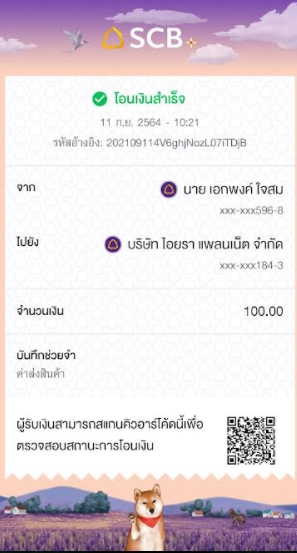 SCB
โอนเงินสำเร็จ
11 ก.ย. 2564 - 10:21
รหัสอ้างอิง: 202109114V6ghjNozL07iTDjB
จาก นาย เอกพงค์ ใจสม
xxx-xxx596-8
ไปยัง บริษัท ไอยรา แพลนเน็ต จำกัด
xxx-xxx184-3
จำนวนเงิน 100.00
บันทึกช่วยจำ
ค่าส่งสินค้า
ผู้รับเงินสามารถสแกนคิวอาร์โค้ดนี้เพื่อ
ตรวจสอบสถานะการโอนเงิน